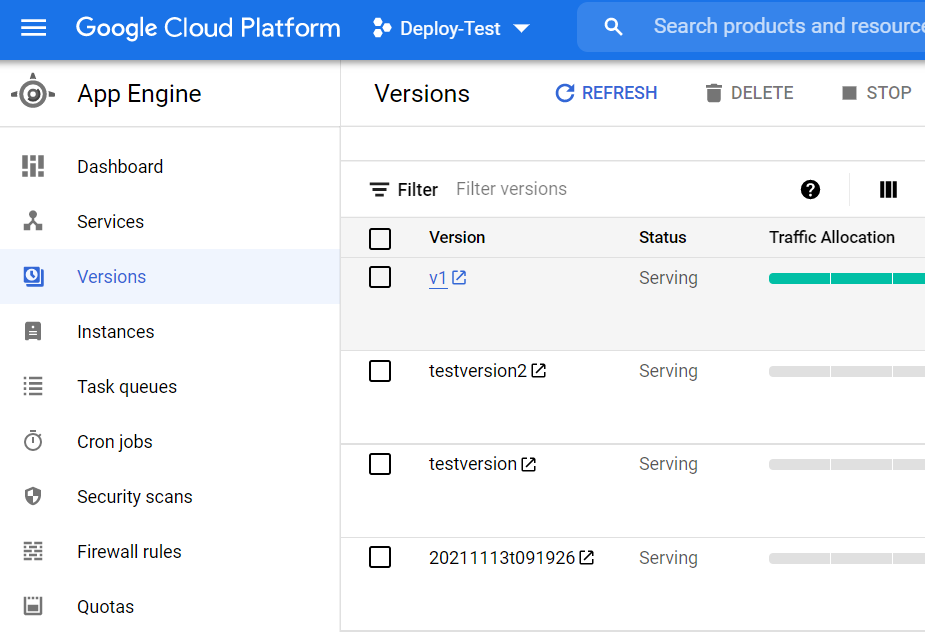 Google Cloud Platform Deploy-Test Search products and resource
App Engine
Versions REFRESH DELETE STOP
Dashboard
Services
Versions
Instances
Task queues
Cron jobs
Security scans
Firewall rules
Quotas
Filter Filter versions
Version Status Traffic Allocation
v1 Serving
testversion2 Serving
testversion Serving
20211113t091926 Serving